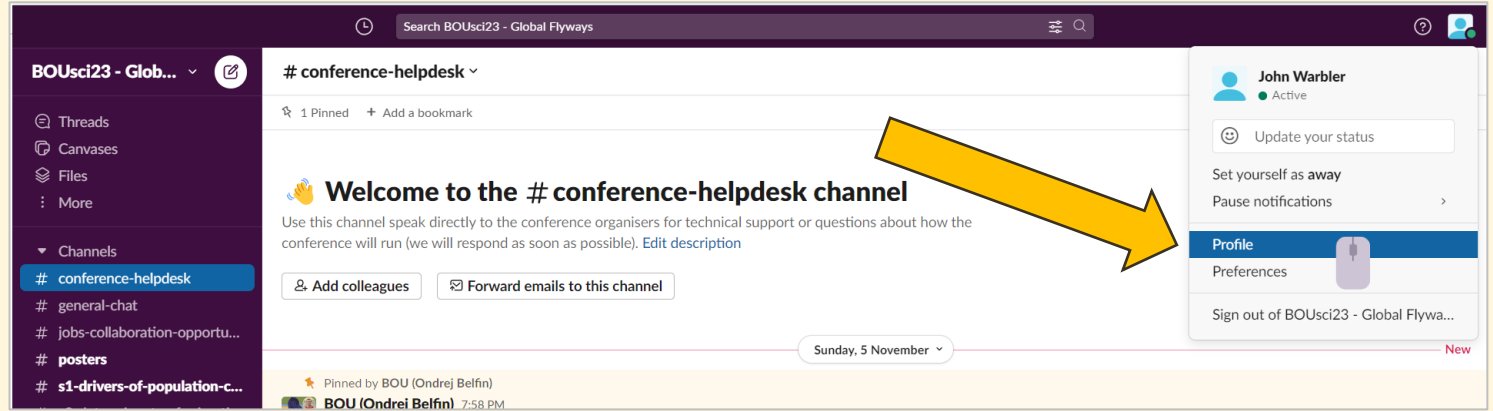 Search BOUsci23 - Global Flyways
BOUsci23 - Glob...
Threads
Canvases
Files
More
Channels
# conference-helpdesk
# general-chat
# jobs-collaboration-opportu...
# posters
# s1-drivers-of-population-c...
# conference-helpdesk
1 Pinned + Add a bookmark
👋 Welcome to the # conference-helpdesk channel
Use this channel speak directly to the conference organisers for technical support or questions about how the
conference will run (we will respond as soon as possible). Edit description
Add colleagues
Forward emails to this channel
Sunday, 5 November
New
Pinned by BOU (Ondrej Belfin)
BOU (Ondrej Belfin) 7:58 PM
John Warbler
Active
Update your status
Set yourself as away
Pause notifications
Profile
Preferences
Sign out of BOUsci23 - Global Flywa...